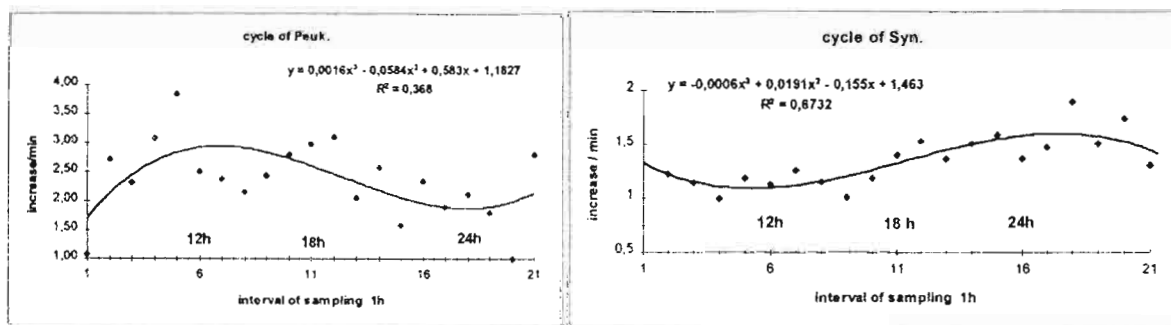 cycle of Peuk.
y = 0,0016x³ - 0,0584x² + 0,583x + 1,1827
R² = 0,368
increase/min
4,00
3,50
3,00
2,50
2,00
1,50
1,00
12h
18h
24h
1
6
11
16
21
interval of sampling 1h
cycle of Syn.
y = -0,0006x³ + 0,0191x² - 0,155x + 1,463
R² = 0,6732
increase / min
2
1,5
1
0,5
12h
18 h
24h
1
6
11
16
21
interval of sampling 1h